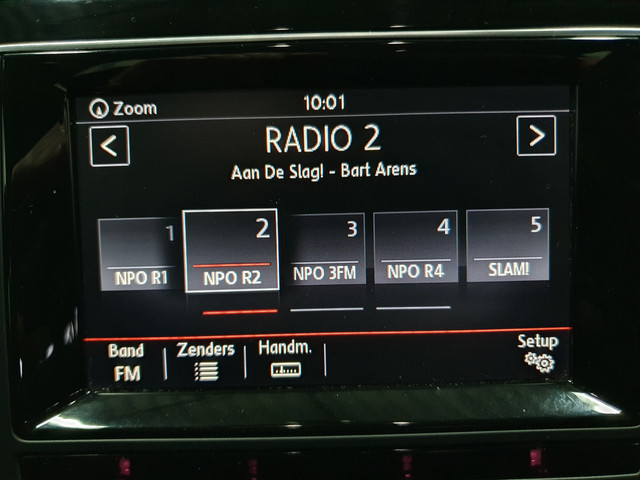 Zoom
10:01
<
RADIO 2
>
Aan De Slag! - Bart Arens
1
2
3
4
5
NPO R1
NPO R2
NPO 3FM
NPO R4
SLAM!
Band
Zenders
Handm.
Setup
FM